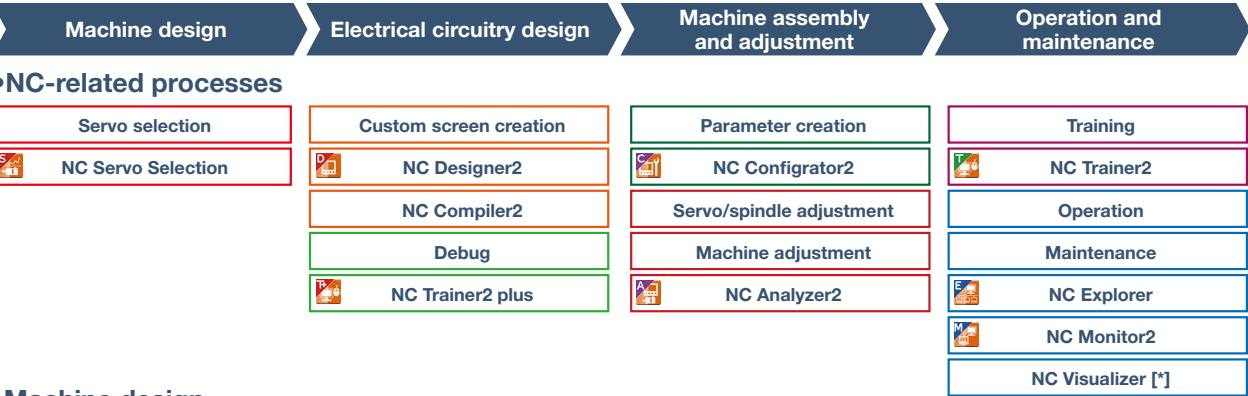 Machine design
Electrical circuitry design
Machine assembly
and adjustment
Operation and
maintenance
•NC-related processes
Servo selection
Custom screen creation
Parameter creation
Training
S
NC Servo Selection
D
NC Designer2
C
NC Configrator2
T
NC Trainer2
NC Compiler2
Servo/spindle adjustment
Operation
Debug
Machine adjustment
Maintenance
T+
NC Trainer2 plus
A
NC Analyzer2
E
NC Explorer
M
NC Monitor2
NC Visualizer [*]
Machine design